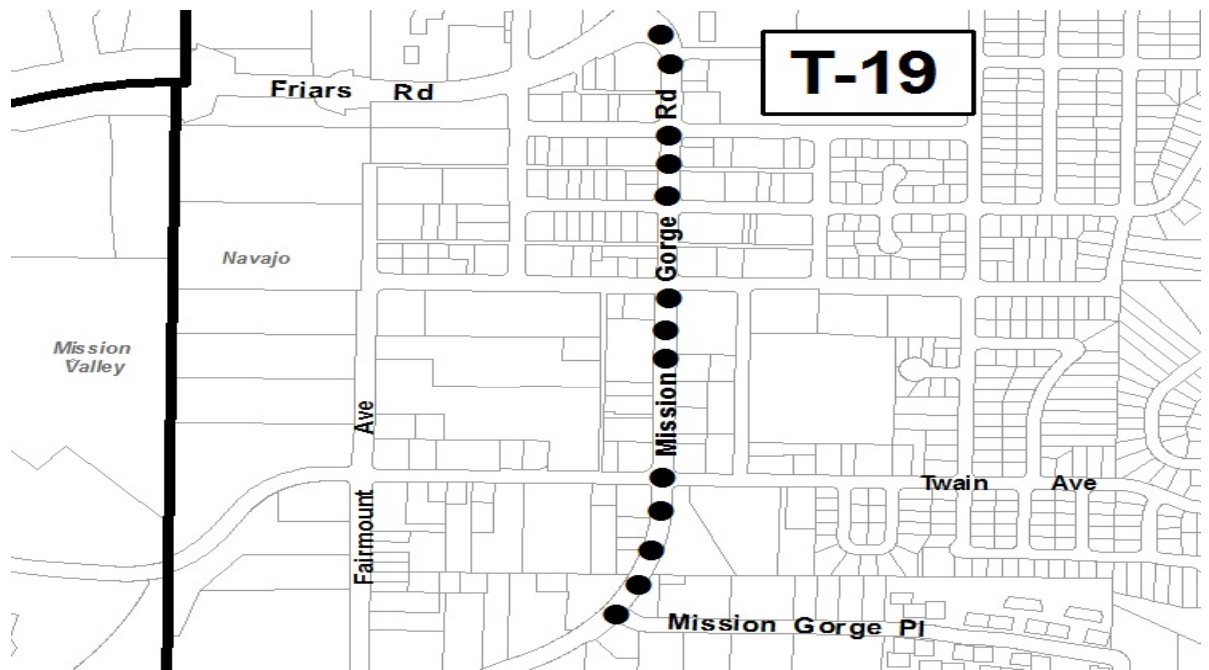 T-19
Friars Rd
Mission Gorge Rd
Navajo
Mission
Valley
Fairmount Ave
Twain Ave
Mission Gorge Pl